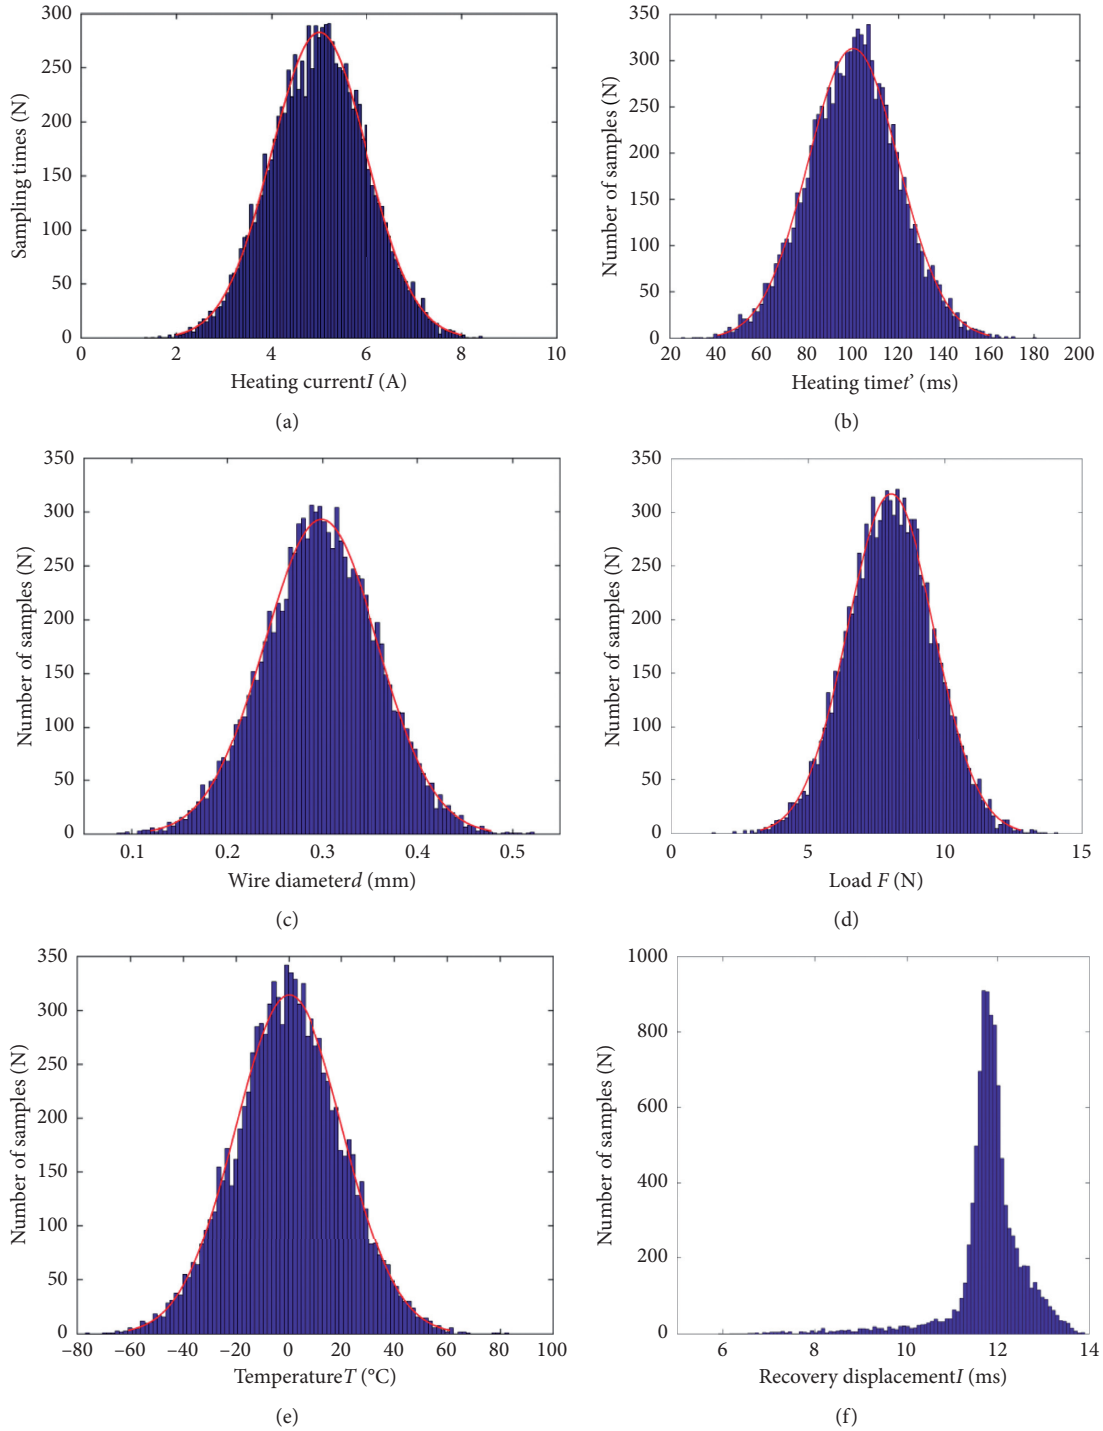 300
250
200
150
100
50
0
Sampling times (N)
0 2 4 6 8 10
Heating currentI (A)
(a)
350
300
250
200
150
100
50
0
Number of samples (N)
20 40 60 80 100 120 140 160 180 200
Heating timet’ (ms)
(b)
350
300
250
200
150
100
50
0
Number of samples (N)
0.1 0.2 0.3 0.4 0.5
Wire diameterd (mm)
(c)
350
300
250
200
150
100
50
0
Number of samples (N)
0 5 10 15
Load F (N)
(d)
350
300
250
200
150
100
50
0
Number of samples (N)
–80 –60 –40 –20 0 20 40 60 80 100
TemperatureT (°C)
(e)
1000
800
600
400
200
0
Number of samples (N)
6 8 10 12 14
Recovery displacementI (ms)
(f)